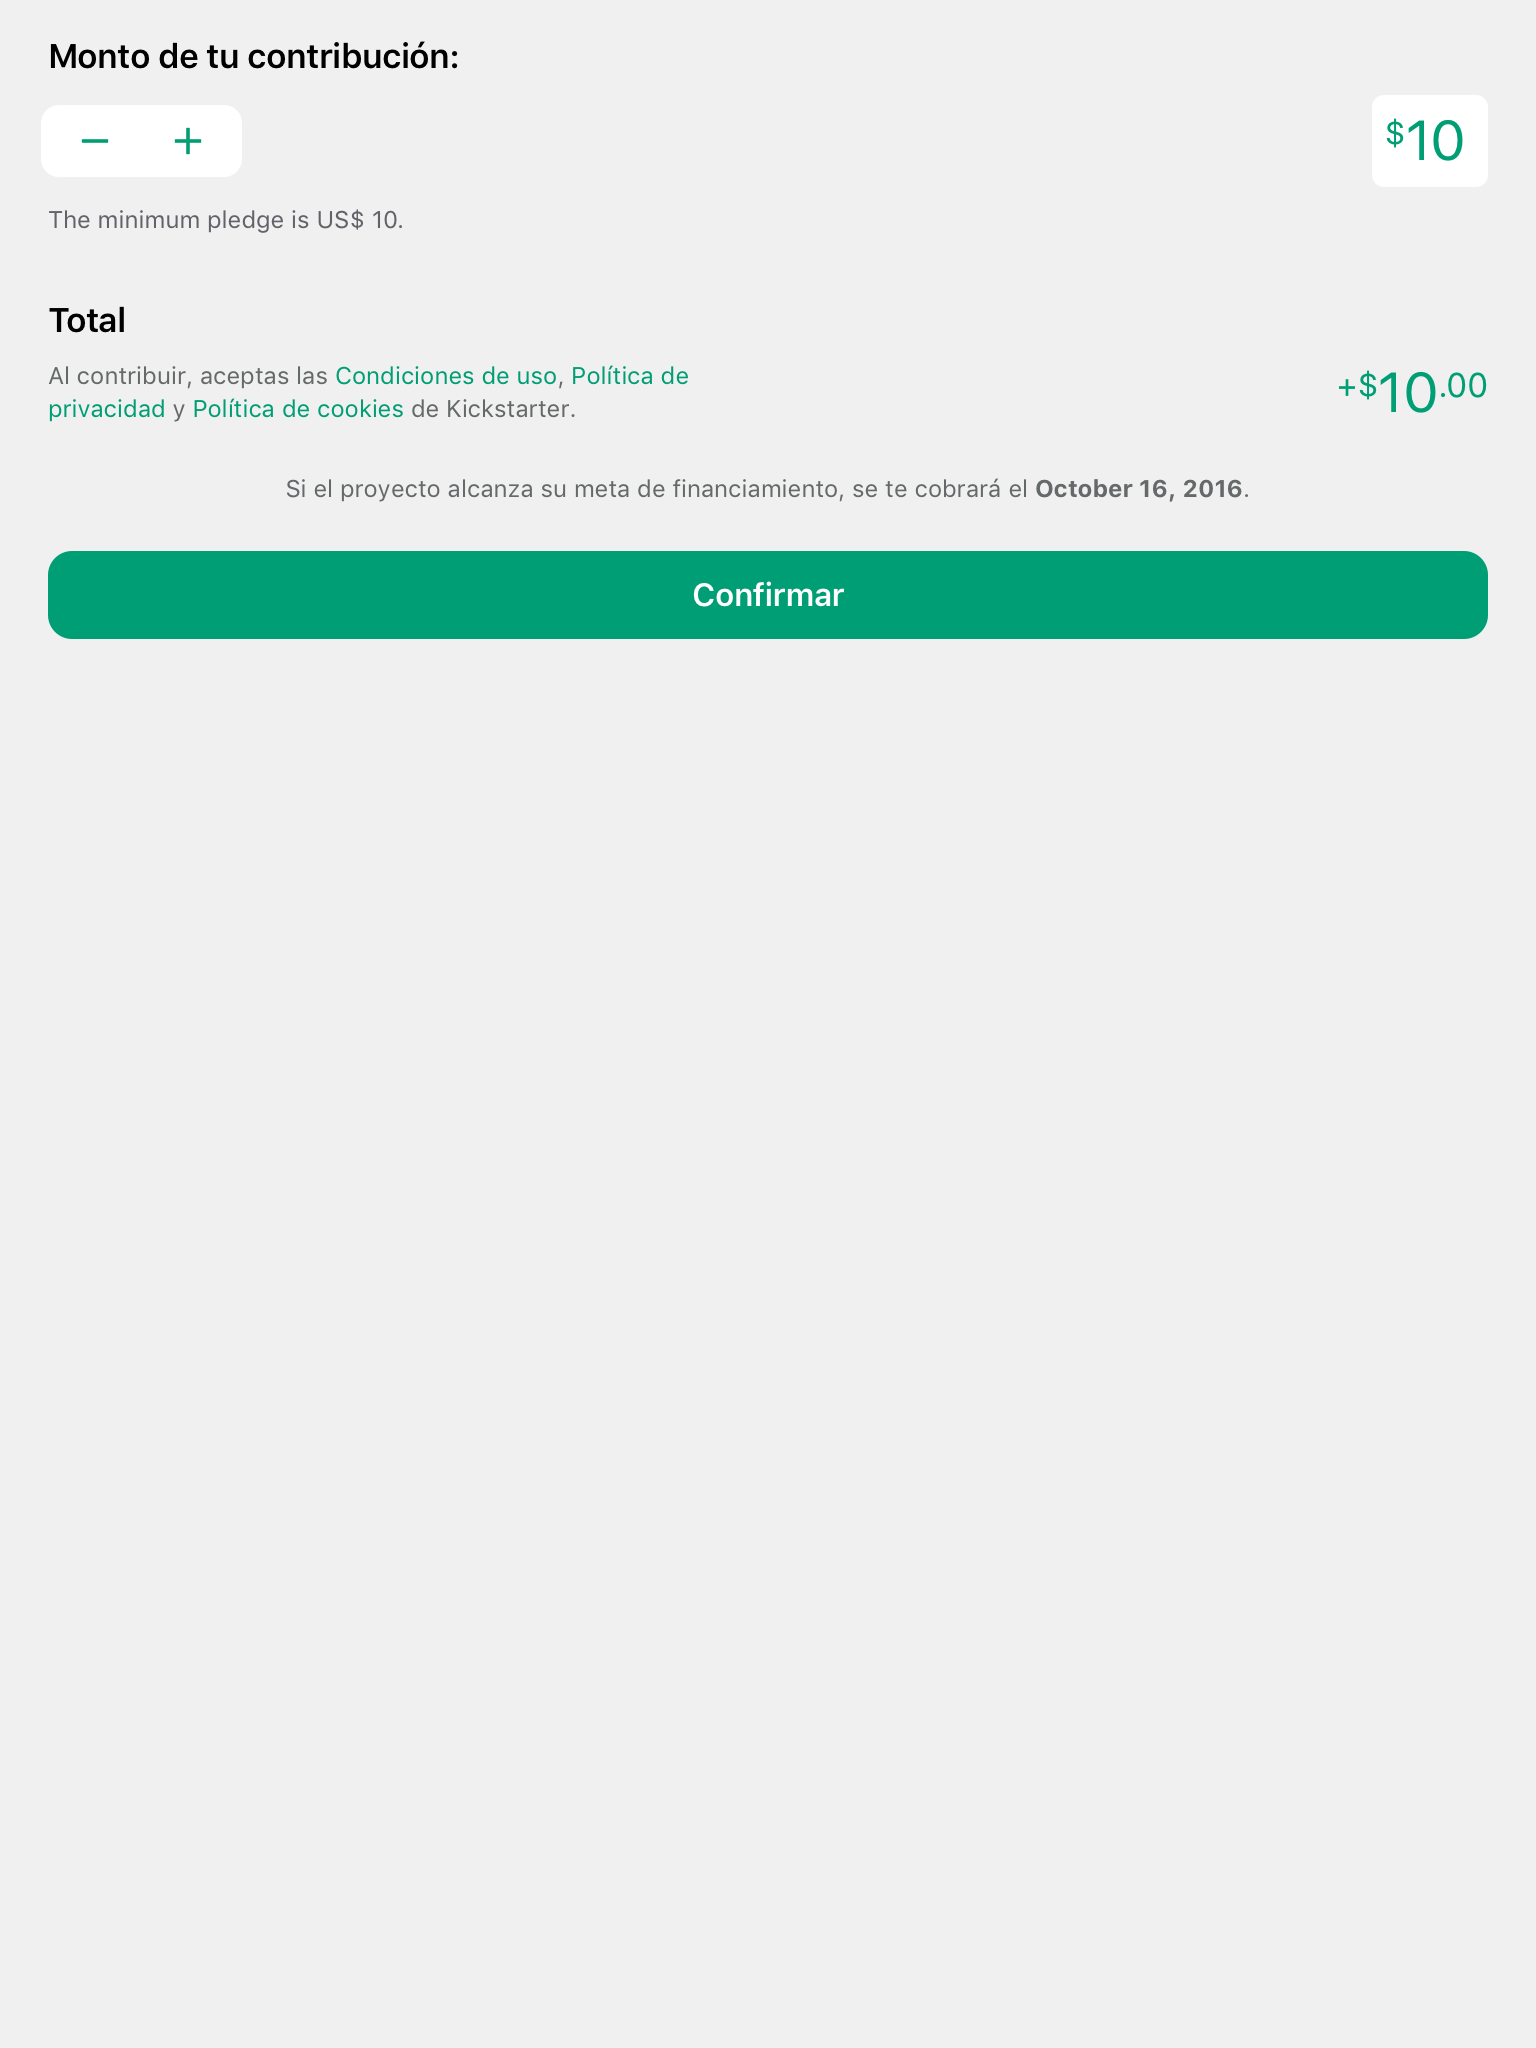 Monto de tu contribución:
− + $10
The minimum pledge is US$ 10.
Total
Al contribuir, aceptas las Condiciones de uso, Política de
privacidad y Política de cookies de Kickstarter.
+$10.00
Si el proyecto alcanza su meta de financiamiento, se te cobrará el October 16, 2016.
Confirmar